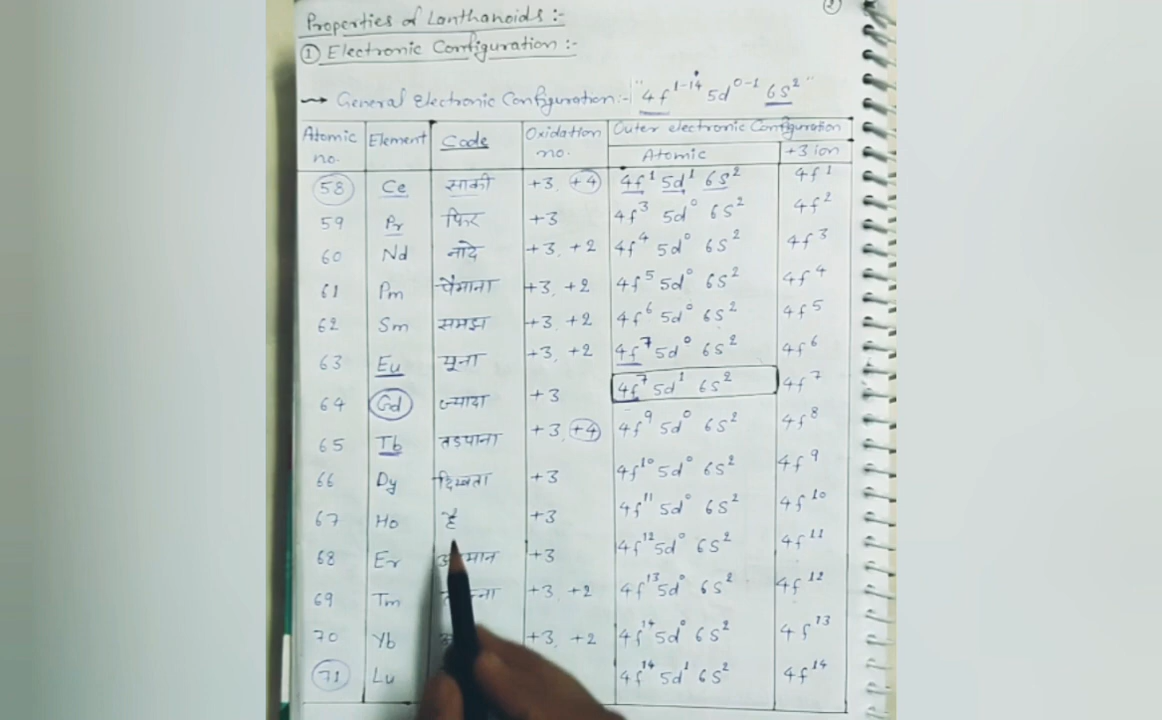 2
Properties of Lanthanoids :-
① Electronic Configuration :-
→ General Electronic Configuration:- "4f¹⁻¹⁴ 5d⁰⁻¹ 6s²"
Atomic no. Element Code Oxidation no. Outer electronic Configuration
Atomic +3 ion
58 Ce साकी +3, +4 4f¹ 5d¹ 6s² 4f¹
59 Pr फिर +3 4f³ 5d⁰ 6s² 4f²
60 Nd नादे +3, +2 4f⁴ 5d⁰ 6s² 4f³
61 Pm पैमाना +3, +2 4f⁵ 5d⁰ 6s² 4f⁴
62 Sm समझ +3, +2 4f⁶ 5d⁰ 6s² 4f⁵
63 Eu यूना +3, +2 4f⁷ 5d⁰ 6s² 4f⁶
64 Gd ज्यादा +3 4f⁷ 5d¹ 6s² 4f⁷
65 Tb तडपाना +3, +4 4f⁹ 5d⁰ 6s² 4f⁸
66 Dy +3 4f¹⁰ 5d⁰ 6s² 4f⁹
67 Ho है +3 4f¹¹ 5d⁰ 6s² 4f¹⁰
68 Er +3 4f¹² 5d⁰ 6s² 4f¹¹
69 Tm +3, +2 4f¹³ 5d⁰ 6s² 4f¹²
70 Yb +3, +2 4f¹⁴ 5d⁰ 6s² 4f¹³
71 Lu 4f¹⁴ 5d¹ 6s² 4f¹⁴